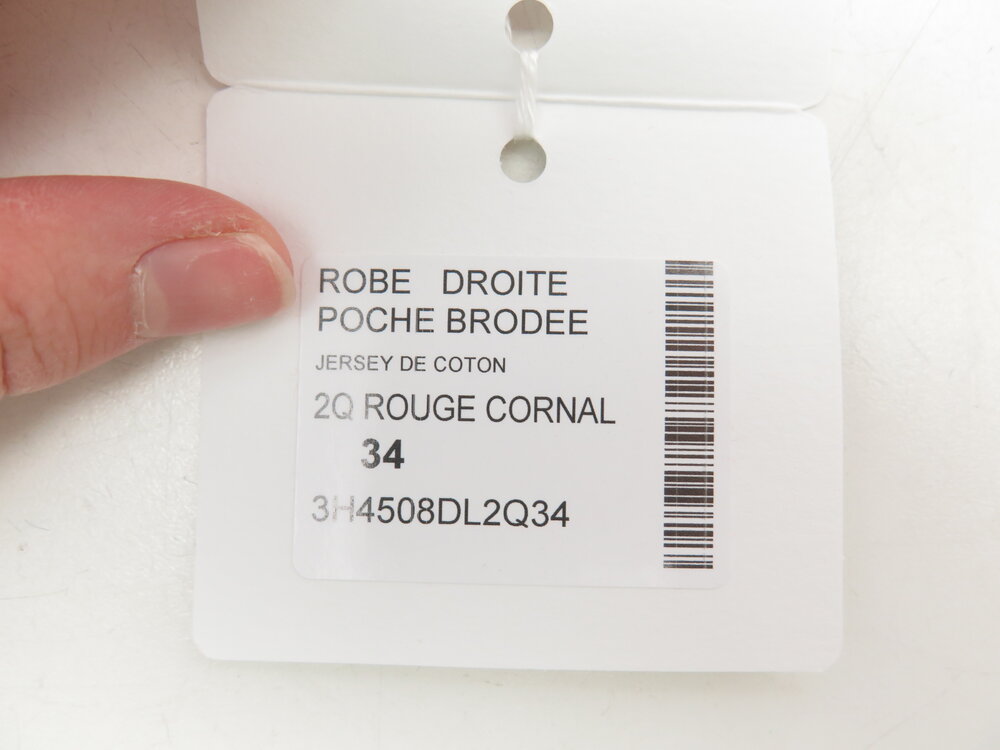 ROBE DROITE
POCHE BRODEE
JERSEY DE COTON
2Q ROUGE CORNAL
34
3H4508DL2Q34